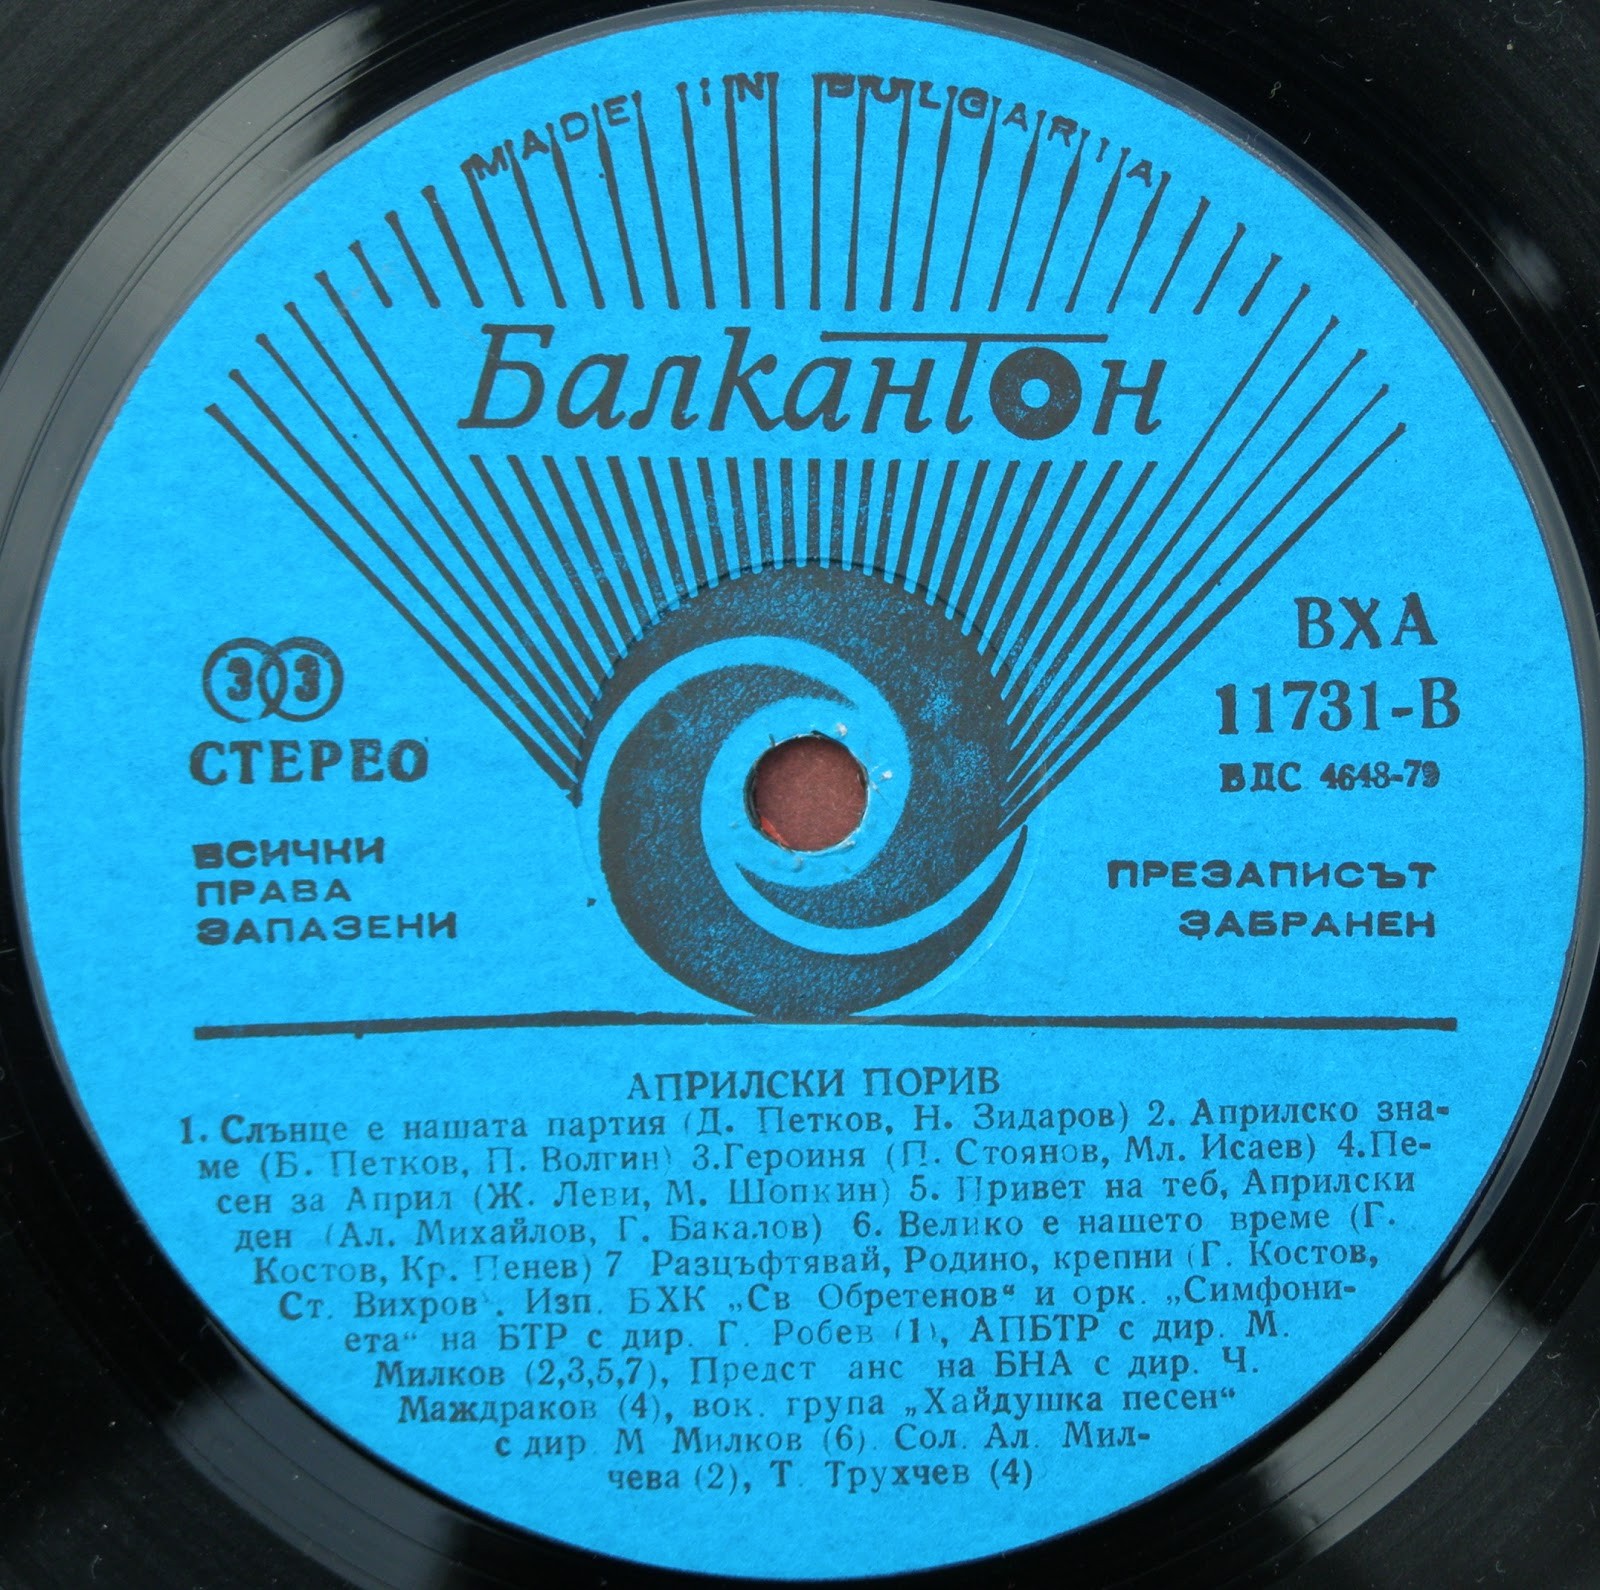 MADE IN BULGARIA
Балкантон
33
СТЕРЕО
ВСИЧКИ
ПРАВА
ЗАПАЗЕНИ
ВХА
11731-В
ВДС 4648-79
ПРЕЗАПИСЪТ
ЗАБРАНЕН
АПРИЛСКИ ПОРИВ
1. Слънце е нашата партия (Д. Петков, Н. Зидаров) 2. Априлско зна-
ме (Б. Петков, П. Волгин) 3.Героиня (П. Стоянов, Мл. Исаев) 4.Пе-
сен за Април (Ж. Леви, М. Шопкин) 5. Привет на теб, Априлски
ден (Ал. Михайлов, Г. Бакалов) 6. Велико е нашето време (Г.
Костов, Кр. Пенев) 7 Разцъфтявай, Родино, крепни (Г. Костов,
Ст. Вихров). Изп. БХК „Св Обретенов“ и орк. „Симфони-
ета“ на БТР с дир. Г. Робев (1), АПБТР с дир. М.
Милков (2,3,5,7), Предст анс на БНА с дир. Ч.
Маждраков (4), вок. група „Хайдушка песен“
с дир М Милков (6). Сол. Ал. Мил-
чева (2), Т. Трухчев (4)